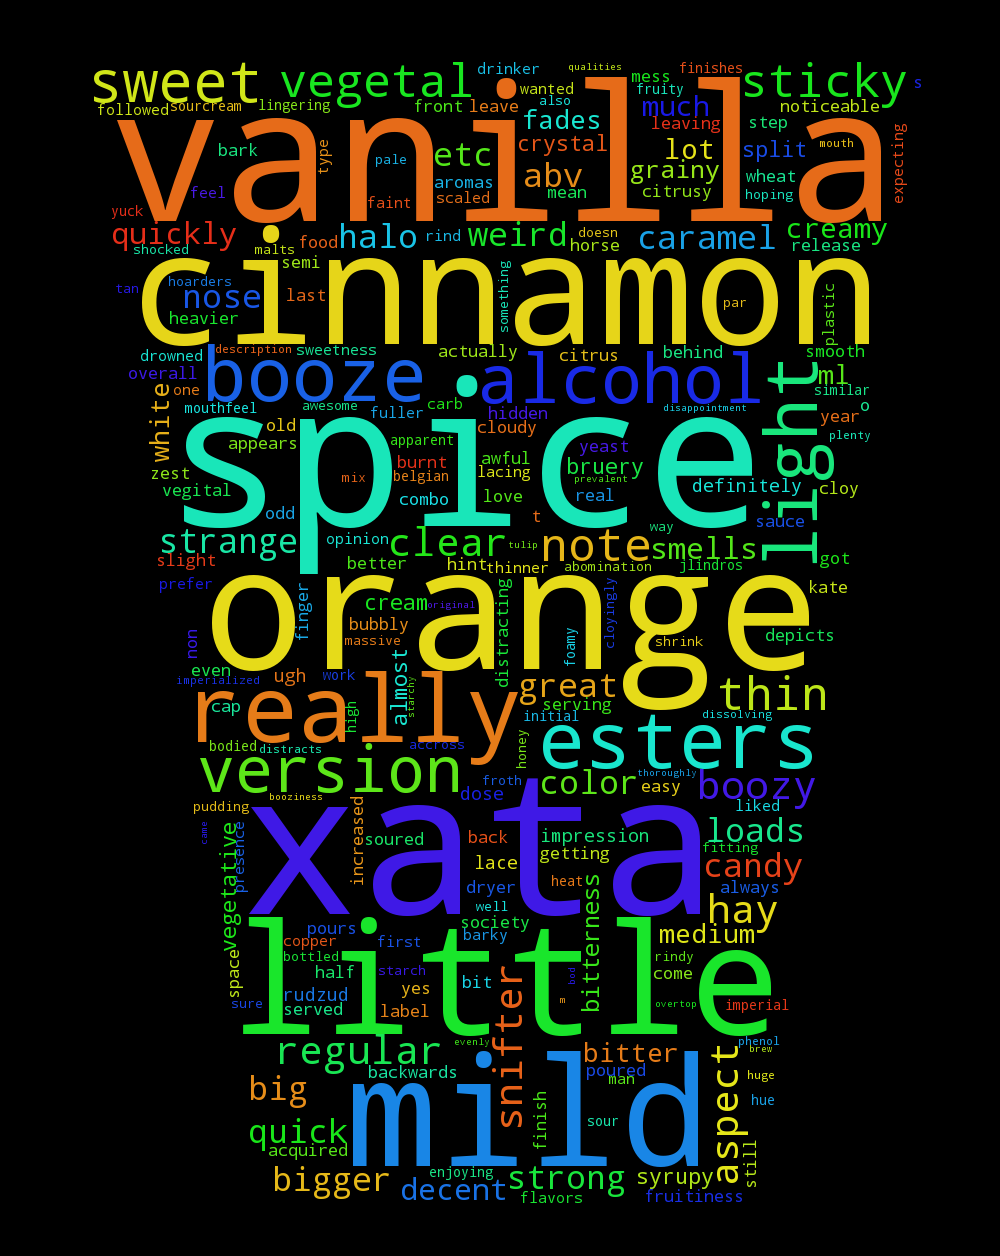 sweet vegetal drinker qualities finishes sticky s
followed sourcream lingering front leave wanted also mess fruity much noticeable
vanilla
bark type pale etc crystal fades abv leaving lot split step mouth expecting
feel faint aromas scaled mean grainy citrusy wheat hoping
yuck quickly shocked malts food halo rind weird doesn horse caramel creamy release
cinnamon
semi tan hoarders nose heavier last something par plastic
drowned description sweetness actually citrus behind smooth
overall one booze alcohol light ml similar
white mouthfeel old awesome fuller carb hidden cloudy disappointment year o plenty
appears apparent yeast
spice
zest vegital burnt mix belgian awful lacing bruery prevalent real definitely cloy
odd combo love t way sauce
strange opinion clear tulip note smells got
slight better hint thinner abomination jlindros
prefer finger cream original distracting cloyingly kate
orange
non bubbly massive foamy shrink depicts
even ugh work almost starchy great thin
imperializedcap high really serving initial dissolving
bodied distracts accross honey esters
version froth color thoroughly easy boozy
pudding booziness dose liked
xata
came vegetative presence increased soured back impression loads
lace getting fitting candy
dryer heat always
well hay
pours society bitterness
copper first barky medium
little
space bottled half starch bit rindy come
sure rudzud yes bod
served label snifter m overtop imperial
regular evenly bitter aspect phenol brew
backwards poured man huge
mild
big finish sour hue
quick acquired still
bigger decent enjoying strong syrupy
flavors fruitiness